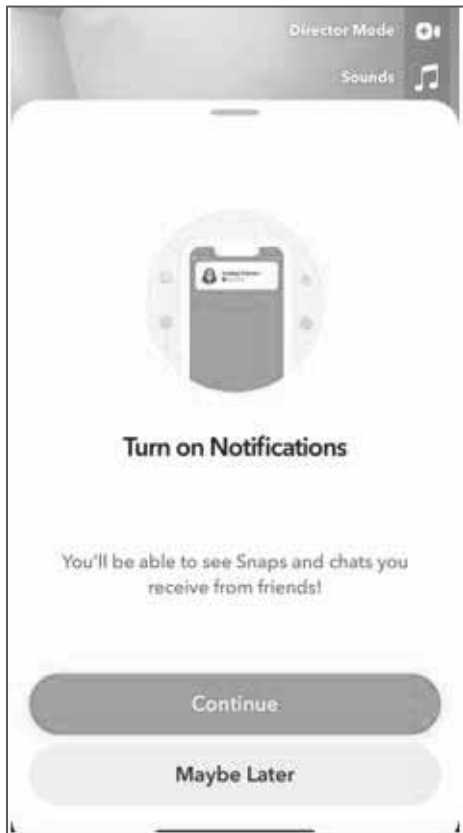 Director Mode
Sounds
Turn on Notifications
You'll be able to see Snaps and chats you
receive from friends!
Continue
Maybe Later